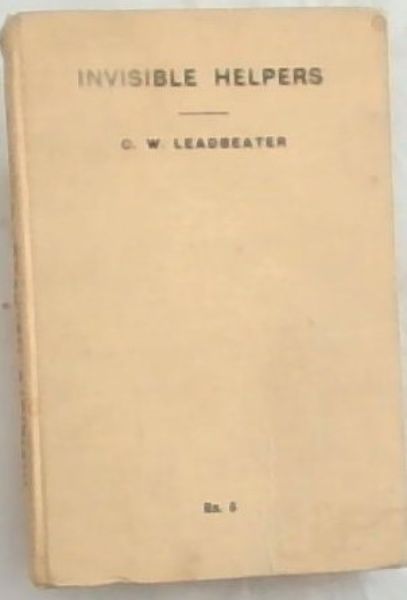 INVISIBLE HELPERS
C. W. LEADBEATER
Rs. 5